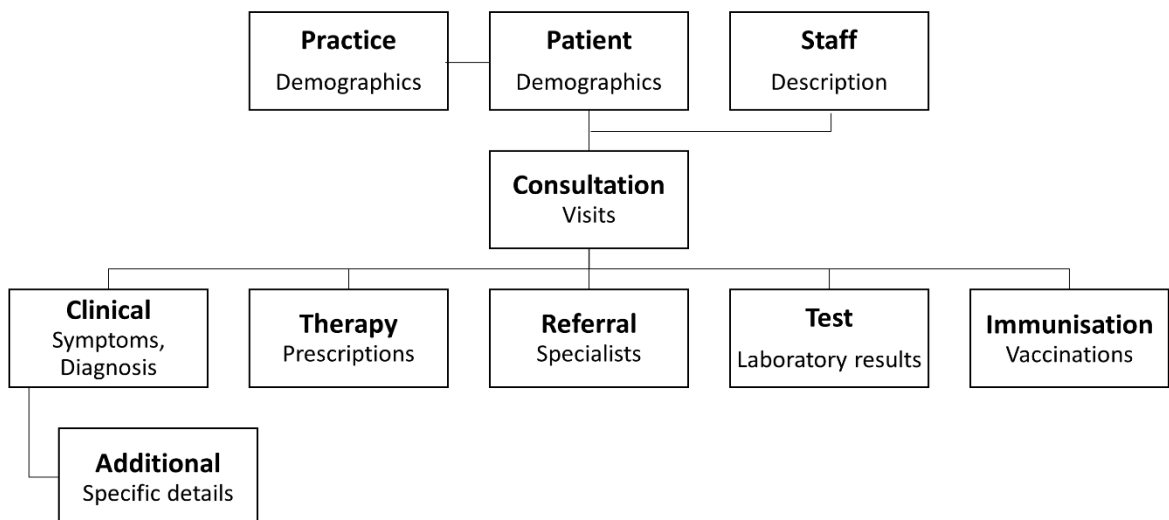 Practice
Demographics
Patient
Demographics
Staff
Description
Consultation
Visits
Clinical
Symptoms,
Diagnosis
Therapy
Prescriptions
Referral
Specialists
Test
Laboratory results
Immunisation
Vaccinations
Additional
Specific details